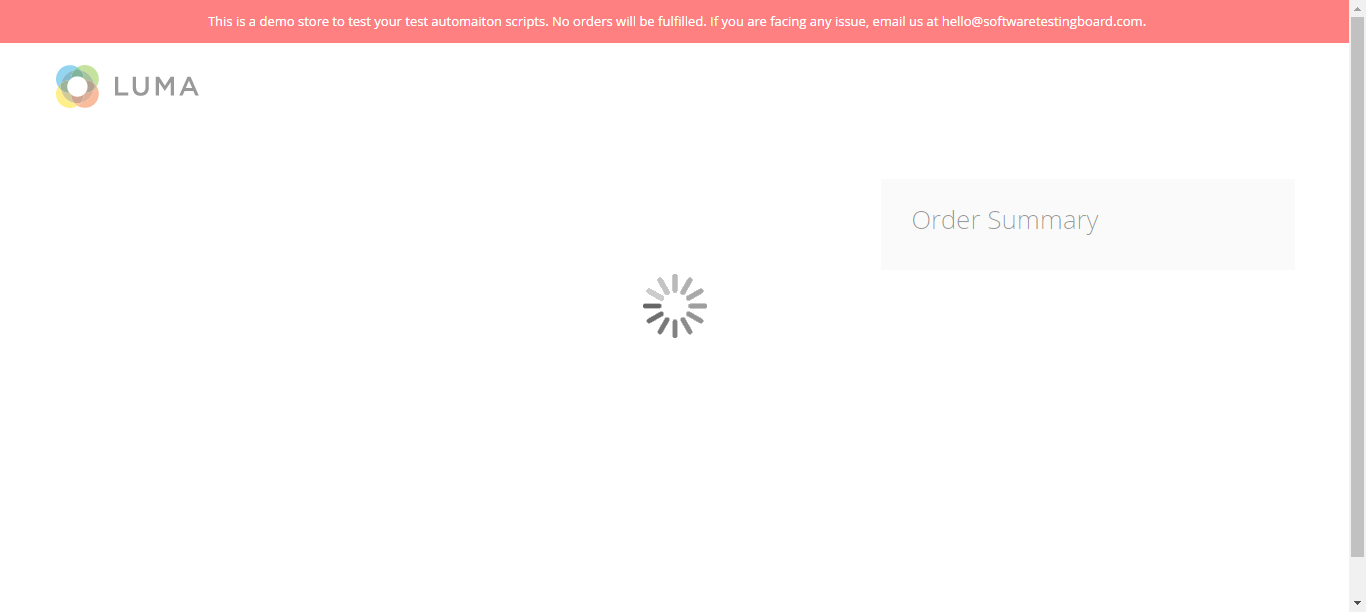 This is a demo store to test your test automaiton scripts. No orders will be fulfilled. If you are facing any issue, email us at hello@softwaretestingboard.com.
LUMA
Order Summary